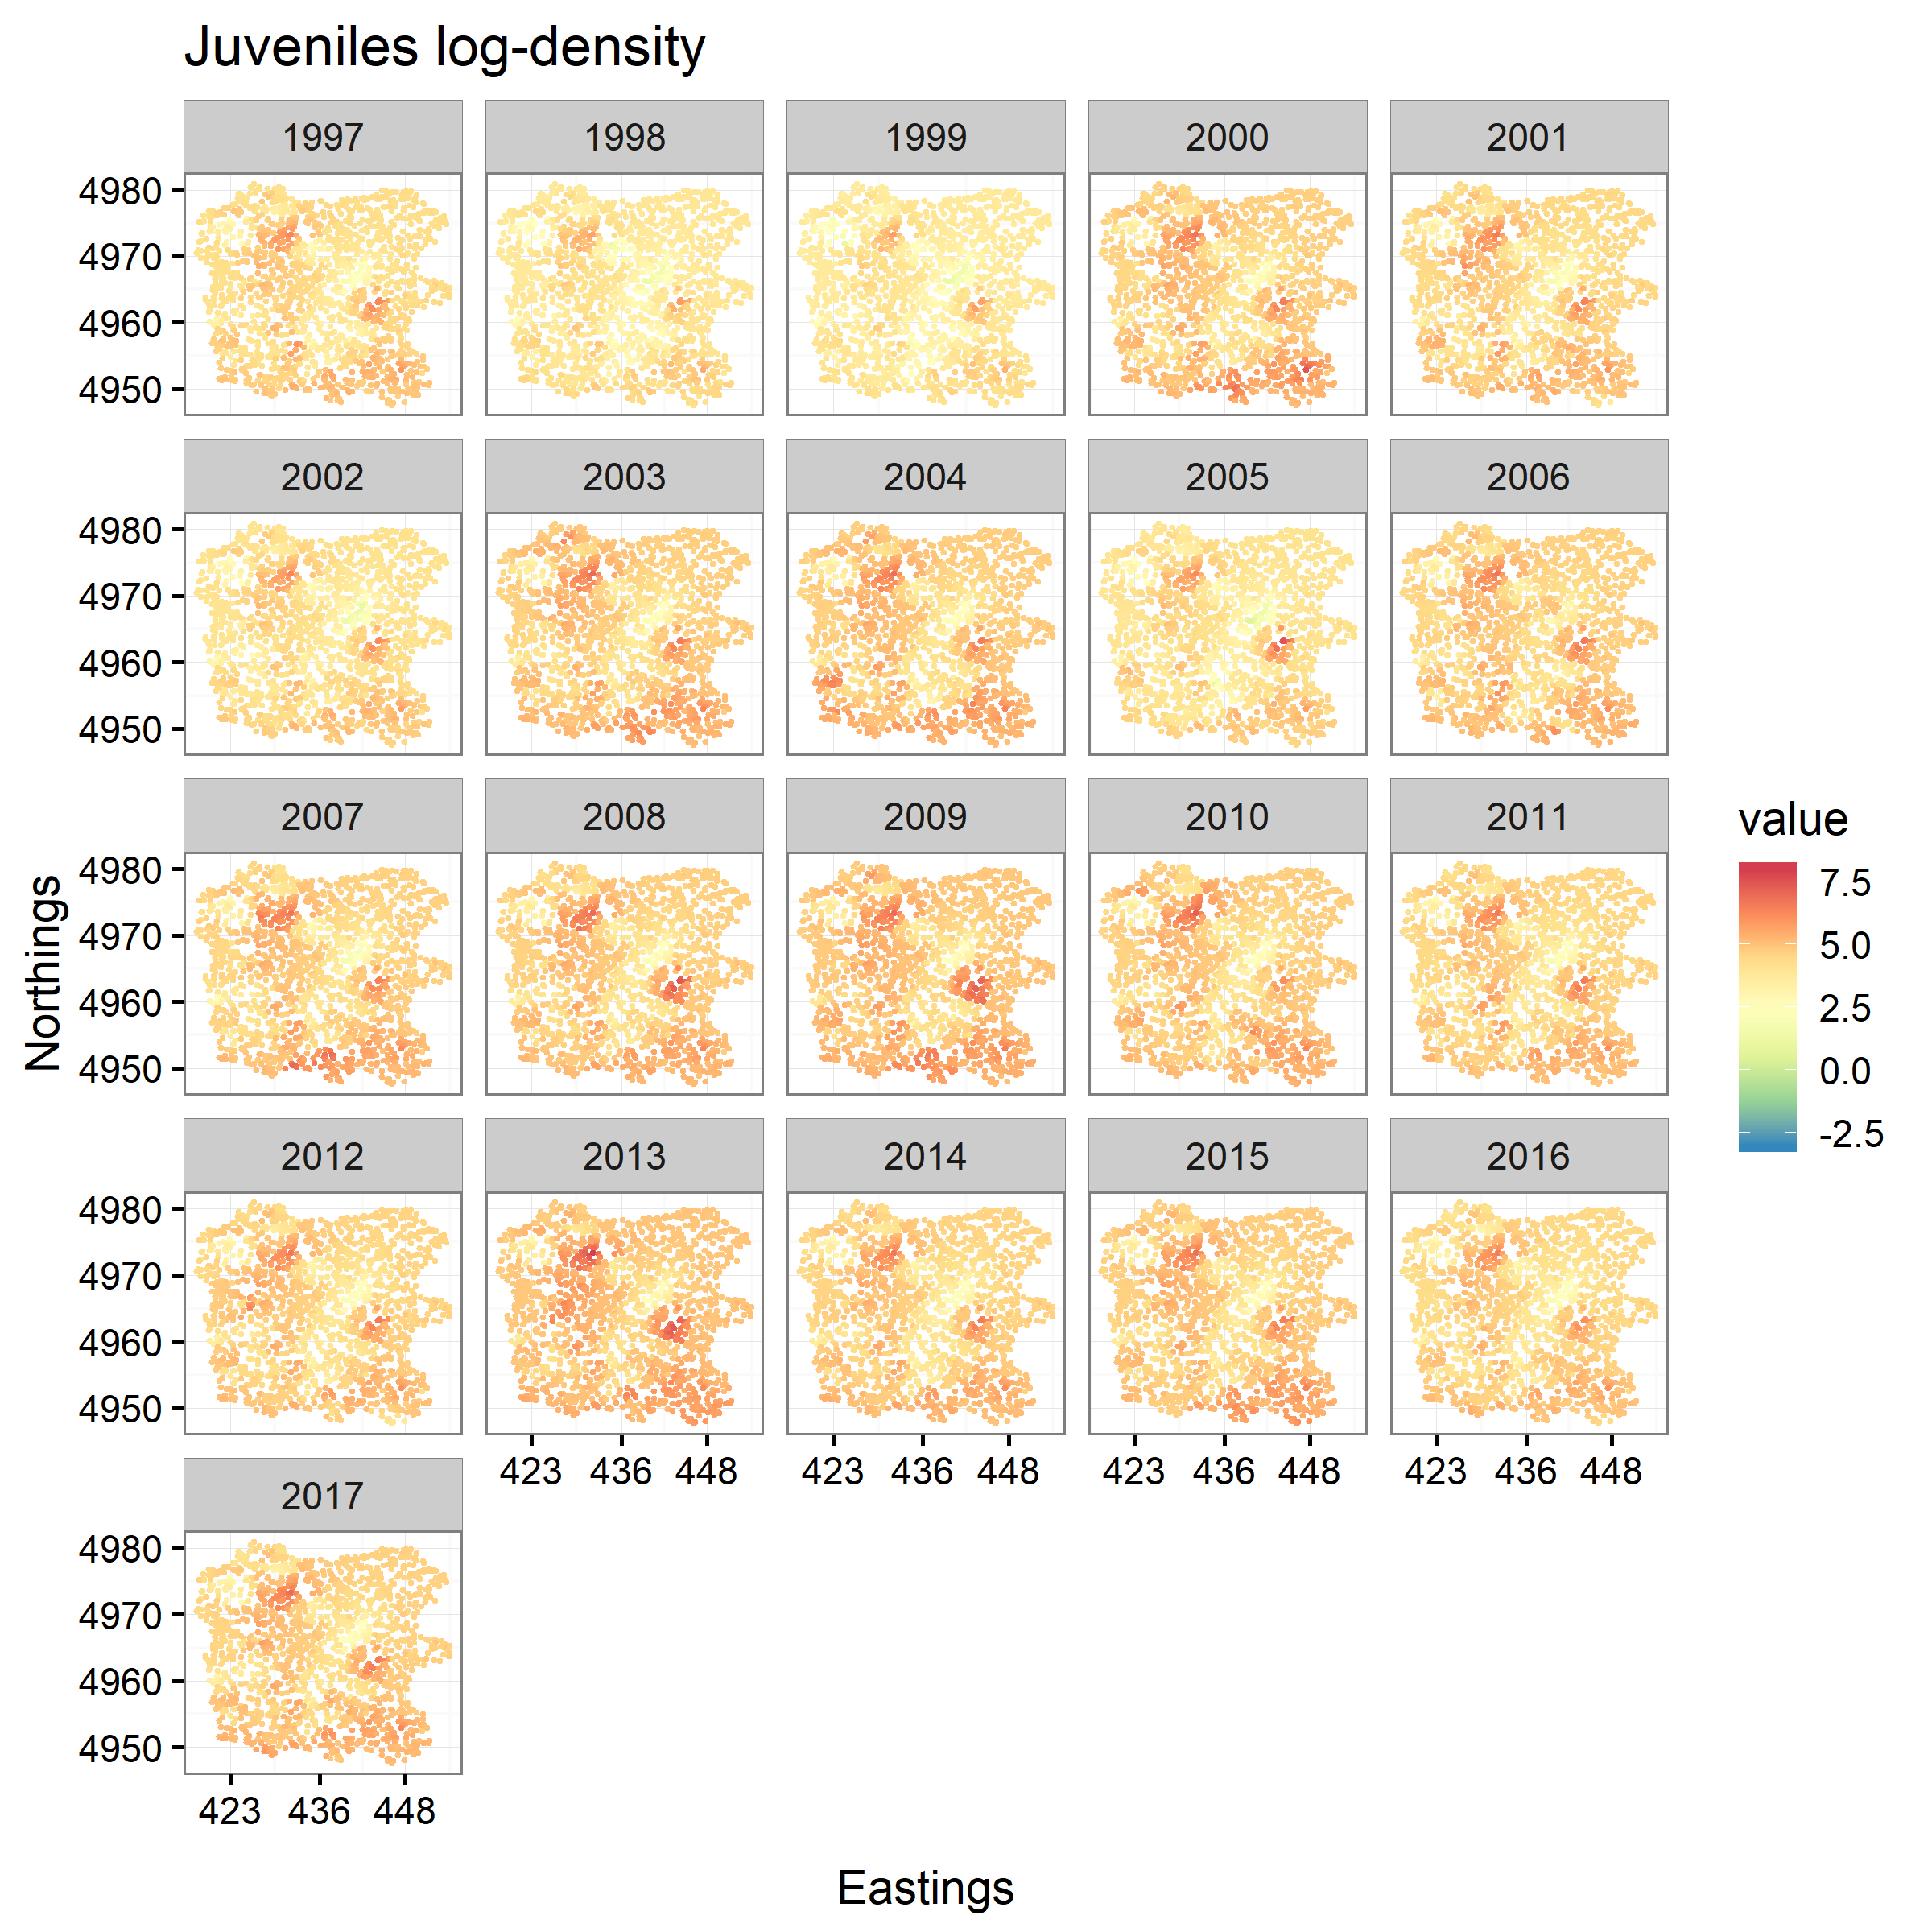 Juveniles log-density
1997 1998 1999 2000 2001
4980
4970
4960
4950
2002 2003 2004 2005 2006
4980
4970
4960
4950
2007 2008 2009 2010 2011
4980
4970
4960
4950
2012 2013 2014 2015 2016
4980
4970
4960
4950
423 436 448 423 436 448 423 436 448 423 436 448
2017
4980
4970
4960
4950
423 436 448
Northings
Eastings
value
7.5
5.0
2.5
0.0
-2.5